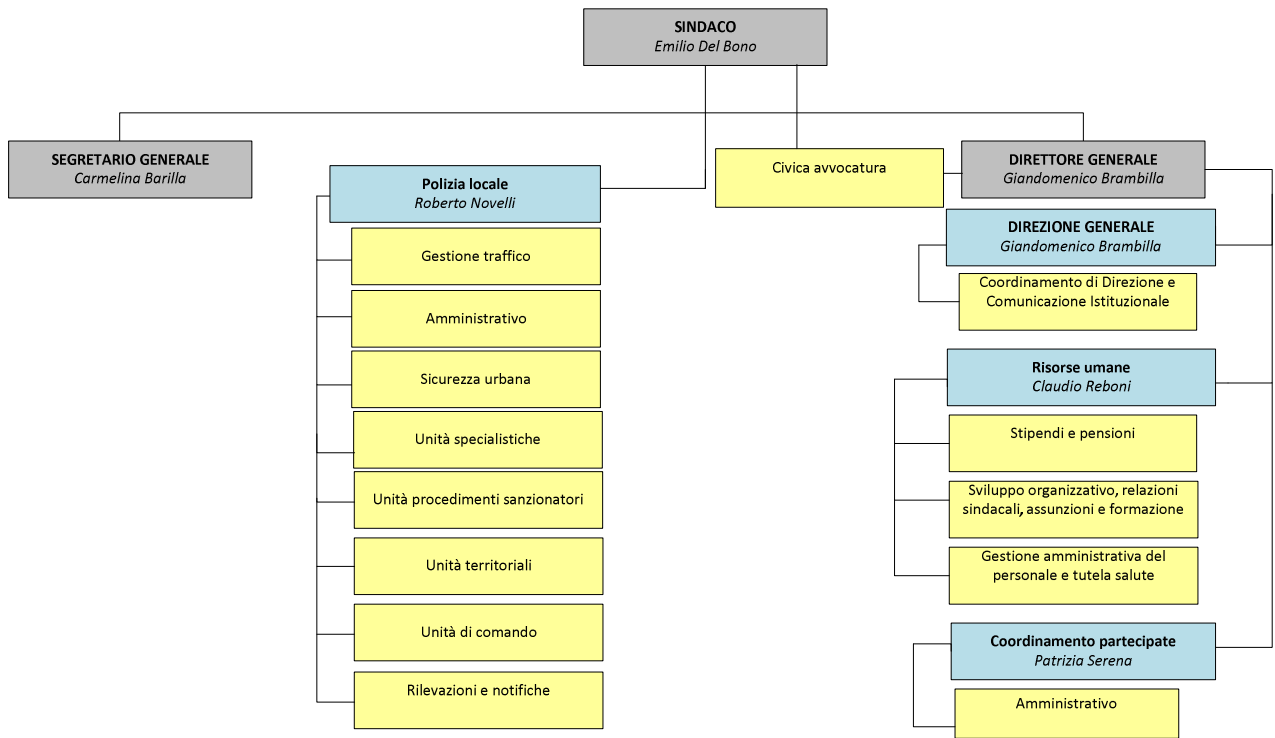 SINDACO
Emilio Del Bono
SEGRETARIO GENERALE
Carmelina Barilla
Polizia locale
Roberto Novelli
Gestione traffico
Amministrativo
Sicurezza urbana
Unità specialistiche
Unità procedimenti sanzionatori
Unità territoriali
Unità di comando
Rilevazioni e notifiche
Civica avvocatura
DIRETTORE GENERALE
Giandomenico Brambilla
DIREZIONE GENERALE
Giandomenico Brambilla
Coordinamento di Direzione e
Comunicazione Istituzionale
Risorse umane
Claudio Reboni
Stipendi e pensioni
Sviluppo organizzativo, relazioni
sindacali, assunzioni e formazione
Gestione amministrativa del
personale e tutela salute
Coordinamento partecipate
Patrizia Serena
Amministrativo